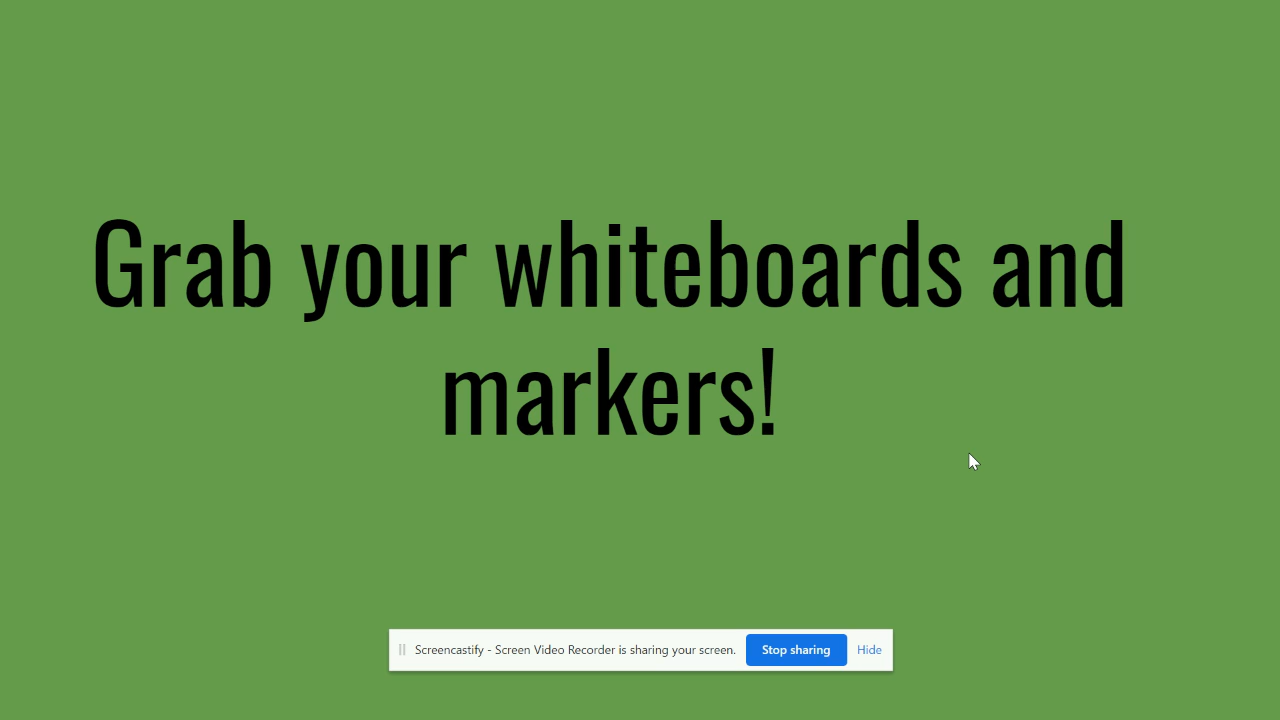 Grab your whiteboards and
markers!
Screencastify - Screen Video Recorder is sharing your screen. Stop sharing Hide